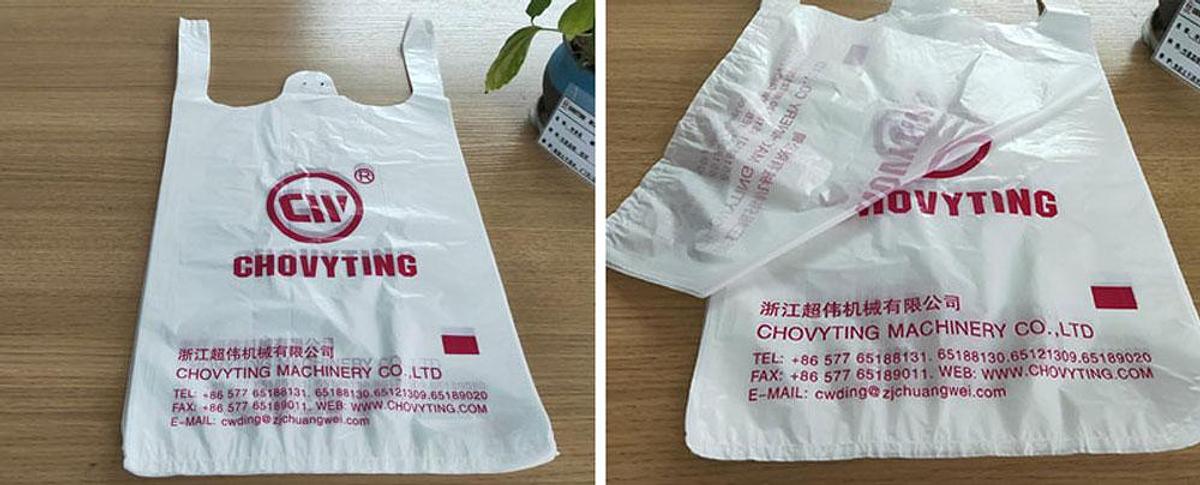 CW ®
CHOVYTING
浙江超伟机械有限公司
CHOVYTING MACHINERY CO.,LTD
TEL: +86 577 65188131. 65188130.65121309.65189020
FAX: +86 577 65189011. WEB: WWW.CHOVYTING.COM
E-MAIL: cwding@zjchuangwei.com
HOVYTING
浙江超伟机械有限公司
CHOVYTING MACHINERY CO.,LTD
TEL: +86 577 65188131. 65188130.65121309.65189020
FAX: +86 577 65189011. WEB: WWW.CHOVYTING.COM
E-MAIL: cwding@zjchuangwei.com